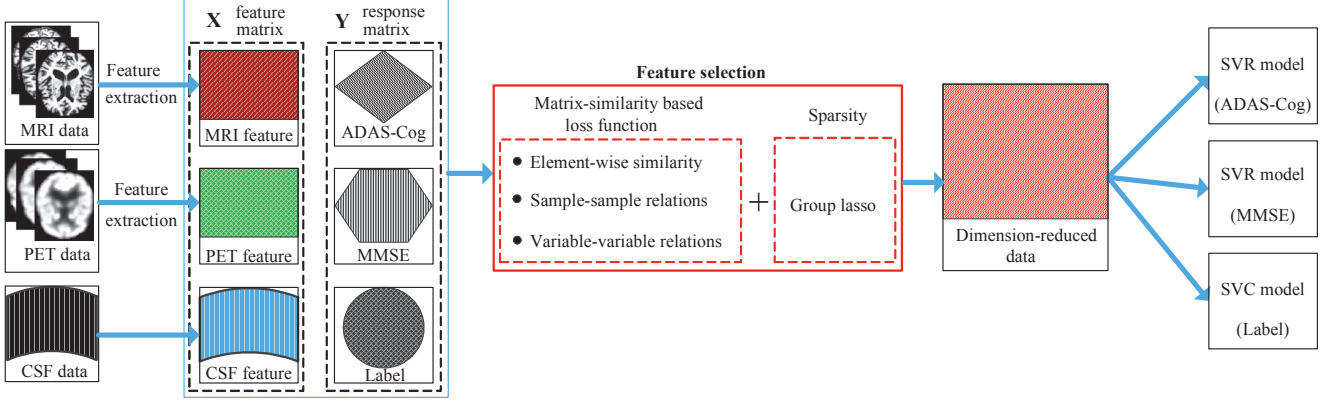 MRI data
Feature
extraction
PET data
Feature
extraction
CSF data
X feature
matrix
MRI feature
PET feature
CSF feature
Y response
matrix
ADAS-Cog
MMSE
Label
Feature selection
Matrix-similarity based
loss function
● Element-wise similarity
● Sample-sample relations
● Variable-variable relations
+
Sparsity
Group lasso
Dimension-reduced
data
SVR model
(ADAS-Cog)
SVR model
(MMSE)
SVC model
(Label)